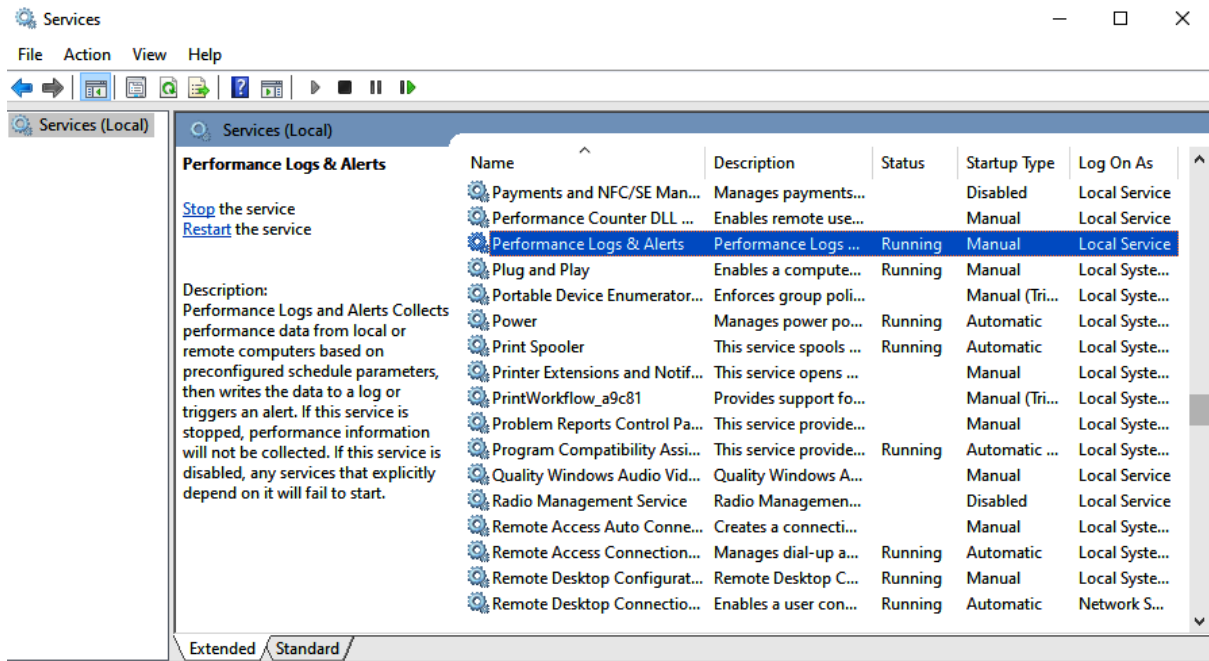 Services
File Action View Help
Services (Local)
Services (Local)
Performance Logs & Alerts
Stop the service
Restart the service
Description:
Performance Logs and Alerts Collects
performance data from local or
remote computers based on
preconfigured schedule parameters,
then writes the data to a log or
triggers an alert. If this service is
stopped, performance information
will not be collected. If this service is
disabled, any services that explicitly
depend on it will fail to start.
Name Description Status Startup Type Log On As
Payments and NFC/SE Man... Manages payments... Disabled Local Service
Performance Counter DLL ... Enables remote use... Manual Local Service
Performance Logs & Alerts Performance Logs ... Running Manual Local Service
Plug and Play Enables a compute... Running Manual Local Syste...
Portable Device Enumerator... Enforces group poli... Manual (Tri... Local Syste...
Power Manages power po... Running Automatic Local Syste...
Print Spooler This service spools ... Running Automatic Local Syste...
Printer Extensions and Notif... This service opens ... Manual Local Syste...
PrintWorkflow_a9c81 Provides support fo... Manual (Tri... Local Syste...
Problem Reports Control Pa... This service provide... Manual Local Syste...
Program Compatibility Assi... This service provide... Running Automatic ... Local Syste...
Quality Windows Audio Vid... Quality Windows A... Manual Local Service
Radio Management Service Radio Managemen... Disabled Local Service
Remote Access Auto Conne... Creates a connecti... Manual Local Syste...
Remote Access Connection... Manages dial-up a... Running Automatic Local Syste...
Remote Desktop Configurat... Remote Desktop C... Running Manual Local Syste...
Remote Desktop Connectio... Enables a user con... Running Automatic Network S...
Extended Standard